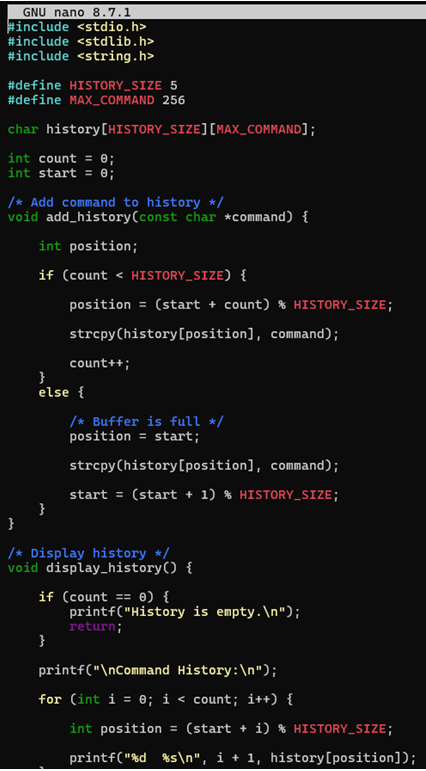 GNU nano 8.7.1
#include <stdio.h>
#include <stdlib.h>
#include <string.h>

#define HISTORY_SIZE 5
#define MAX_COMMAND 256

char history[HISTORY_SIZE][MAX_COMMAND];

int count = 0;
int start = 0;

/* Add command to history */
void add_history(const char *command) {

    int position;

    if (count < HISTORY_SIZE) {

        position = (start + count) % HISTORY_SIZE;

        strcpy(history[position], command);

        count++;
    }
    else {

        /* Buffer is full */
        position = start;

        strcpy(history[position], command);

        start = (start + 1) % HISTORY_SIZE;
    }
}

/* Display history */
void display_history() {

    if (count == 0) {
        printf("History is empty.\n");
        return;
    }

    printf("\nCommand History:\n");

    for (int i = 0; i < count; i++) {

        int position = (start + i) % HISTORY_SIZE;

        printf("%d  %s\n", i + 1, history[position]);